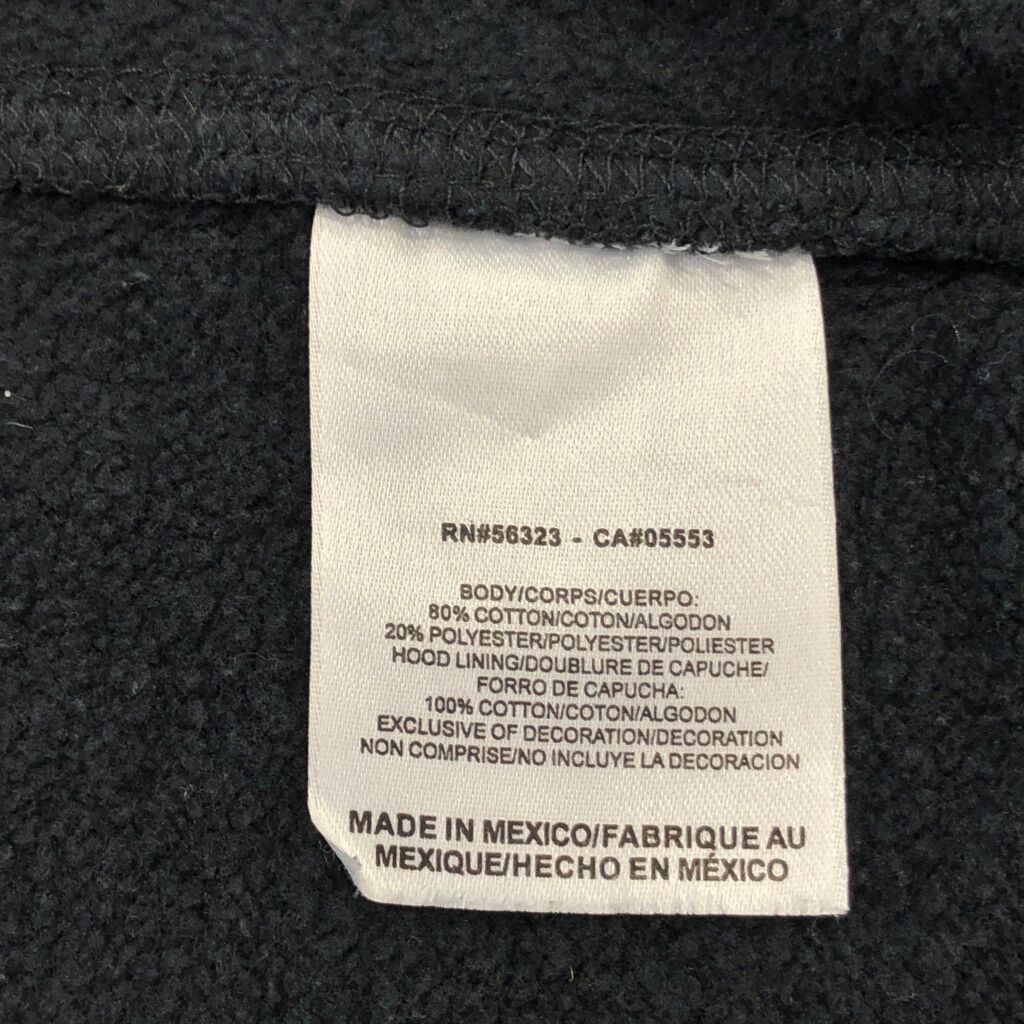 RN#56323 - CA#05553
BODY/CORPS/CUERPO:
80% COTTON/COTON/ALGODON
20% POLYESTER/POLYESTER/POLIESTER
HOOD LINING/DOUBLURE DE CAPUCHE/
FORRO DE CAPUCHA:
100% COTTON/COTON/ALGODON
EXCLUSIVE OF DECORATION/DECORATION
NON COMPRISE/NO INCLUYE LA DECORACION
MADE IN MEXICO/FABRIQUE AU
MEXIQUE/HECHO EN MÉXICO